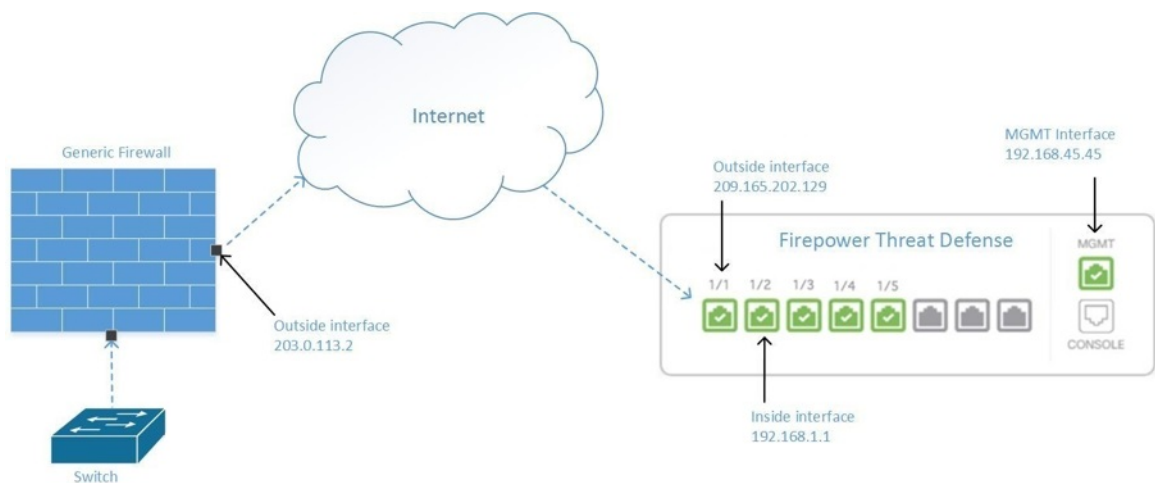 Internet
Generic Firewall
MGMT Interface
192.168.45.45
Outside interface
209.165.202.129
Firepower Threat Defense
MGMT
1/1 1/2 1/3 1/4 1/5
Outside interface
203.0.113.2
CONSOLE
Inside interface
192.168.1.1
Switch